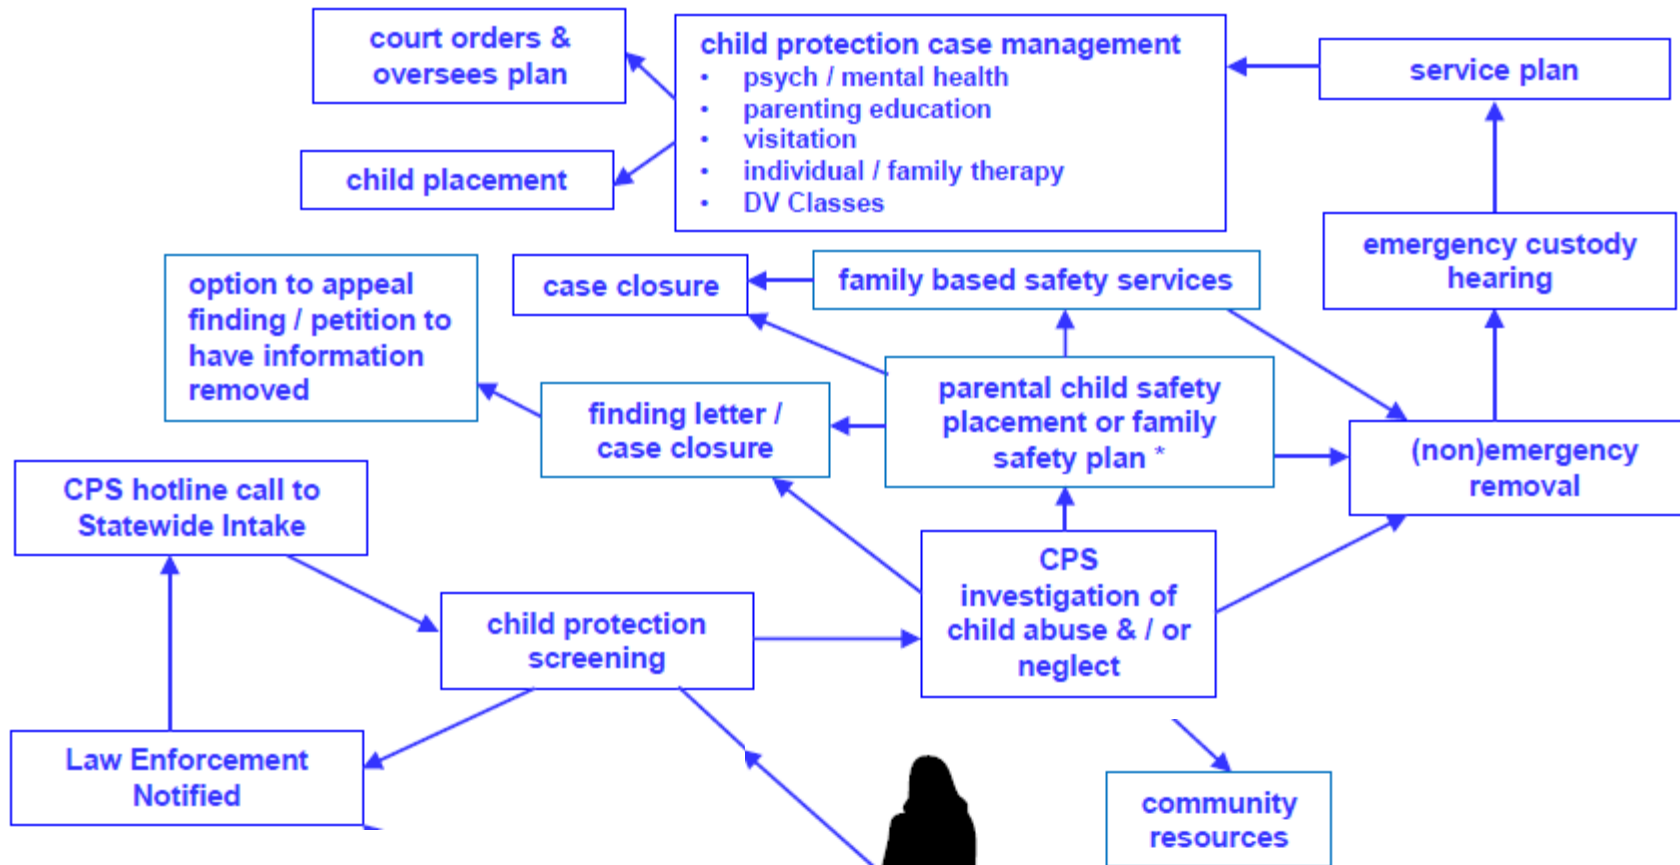 court orders &
oversees plan
child protection case management
• psych / mental health
• parenting education
• visitation
• individual / family therapy
• DV Classes
service plan
child placement
emergency custody
hearing
option to appeal
finding / petition to
have information
removed
case closure
family based safety services
finding letter /
case closure
parental child safety
placement or family
safety plan *
(non)emergency
removal
CPS hotline call to
Statewide Intake
child protection
screening
CPS
investigation of
child abuse & / or
neglect
Law Enforcement
Notified
community
resources